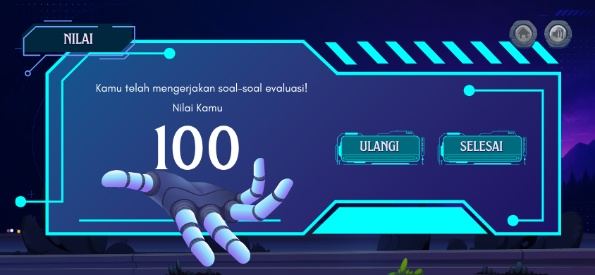 NILAI
Kamu telah mengerjakan soal-soal evaluasi!
Nilai Kamu
100
ULANGI
SELESAI